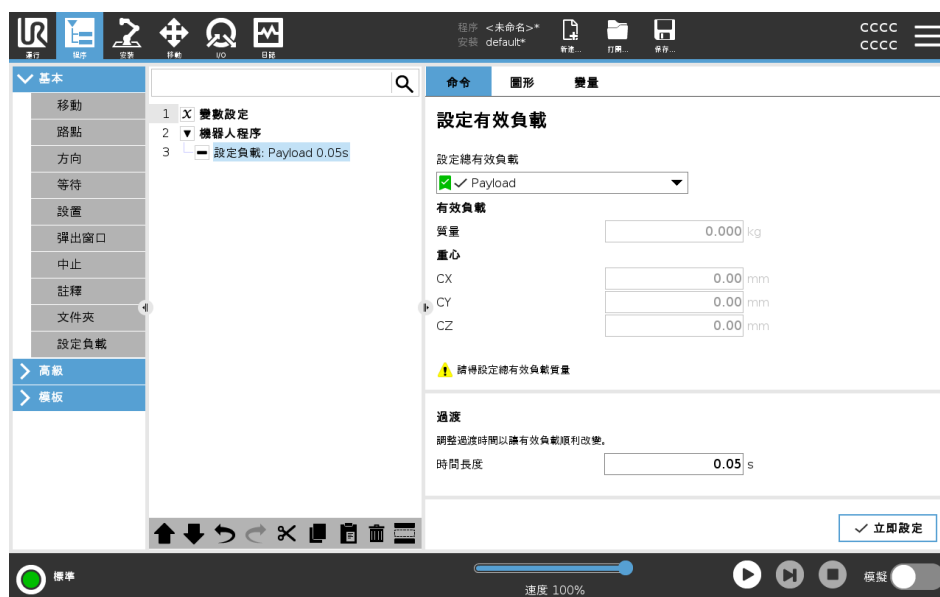 程序 <未命名>*
安裝 default*
新建... 打開... 保存...
cccc
cccc
運行 程序 安裝 移動 I/O 日誌
基本
移動
路點
方向
等待
設置
彈出窗口
中止
註釋
文件夾
設定負載
高級
模板
1 X 變數設定
2 機器人程序
3 設定負載: Payload 0.05s
命令 圖形 變量
設定有效負載
設定總有效負載
Payload
有效負載
質量 0.000 kg
重心
CX 0.00 mm
CY 0.00 mm
CZ 0.00 mm
請得設定總有效負載質量
過渡
調整過渡時間以讓有效負載順利改變。
時間長度 0.05 s
立即設定
標準
速度 100%
模擬